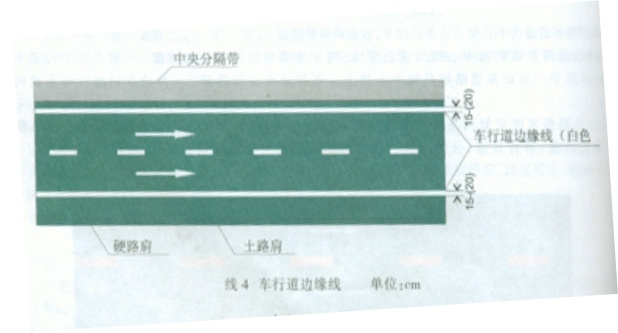 中央分隔带
15-(20)
车行道边缘线（白色
15-(20)
硬路肩
土路肩
线 4 车行道边缘线 单位:cm